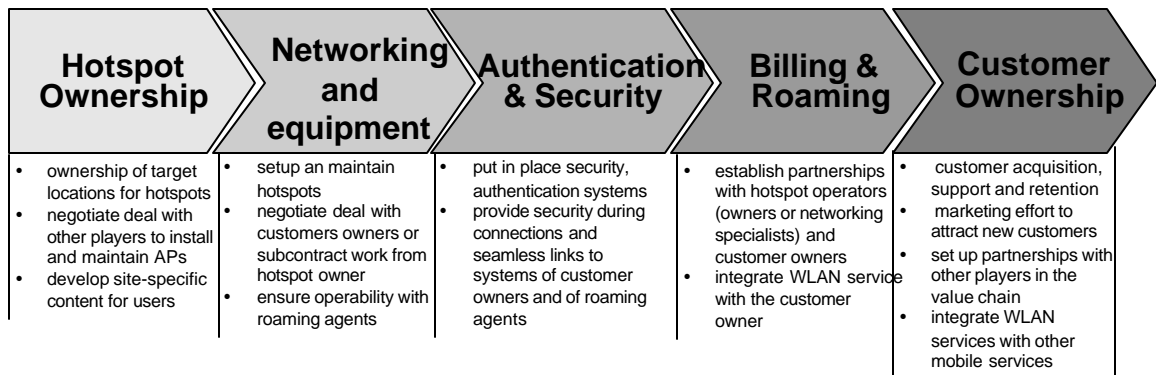 Hotspot
Ownership
Networking
and
equipment
Authentication
& Security
Billing &
Roaming
Customer
Ownership
• ownership of target
locations for hotspots
• negotiate deal with
other players to install
and maintain APs
• develop site-specific
content for users
• setup an maintain
hotspots
• negotiate deal with
customers owners or
subcontract work from
hotspot owner
• ensure operability with
roaming agents
• put in place security,
authentication systems
• provide security during
connections and
seamless links to
systems of customer
owners and of roaming
agents
• establish partnerships
with hotspot operators
(owners or networking
specialists) and
customer owners
• integrate WLAN service
with the customer
owner
• customer acquisition,
support and retention
• marketing effort to
attract new customers
• set up partnerships with
other players in the
value chain
• integrate WLAN
services with other
mobile services